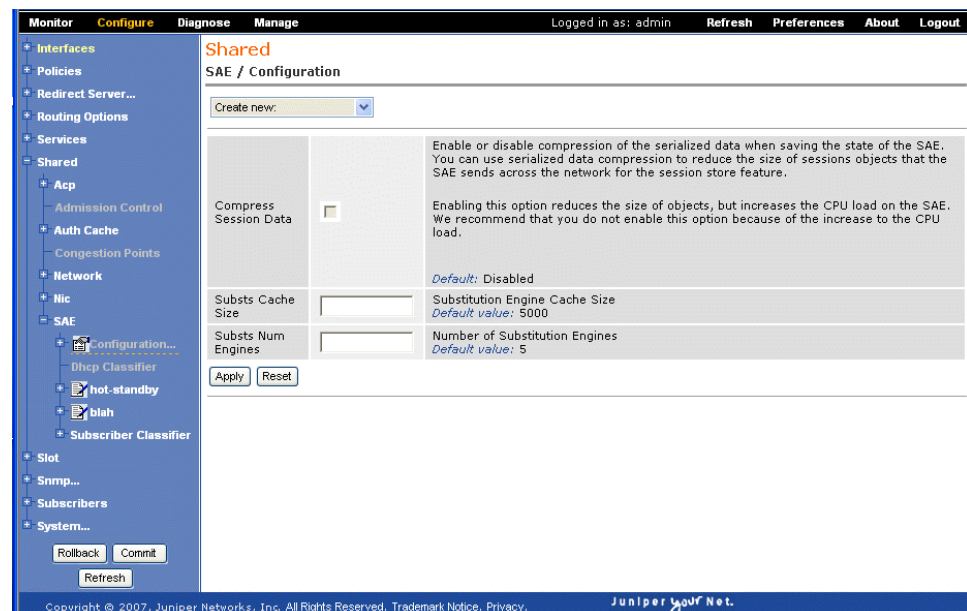 Monitor Configure Diagnose Manage Logged in as: admin Refresh Preferences About Logout
Interfaces
Policies
Redirect Server...
Routing Options
Services
Shared
Acp
Admission Control
Auth Cache
Congestion Points
Network
Nic
SAE
Configuration...
Dhcp Classifier
hot-standby
blah
Subscriber Classifier
Slot
Snmp...
Subscribers
System...
Rollback Commit
Refresh
Shared
SAE / Configuration
Create new:
Compress
Session Data
Enable or disable compression of the serialized data when saving the state of the SAE.
You can use serialized data compression to reduce the size of sessions objects that the
SAE sends across the network for the session store feature.
Enabling this option reduces the size of objects, but increases the CPU load on the SAE.
We recommend that you do not enable this option because of the increase to the CPU
load.
Default: Disabled
Substs Cache
Size
Substitution Engine Cache Size
Default value: 5000
Substs Num
Engines
Number of Substitution Engines
Default value: 5
Apply Reset
Copyright © 2007, Juniper Networks, Inc. All Rights Reserved. Trademark Notice. Privacy.
Juniper your Net.